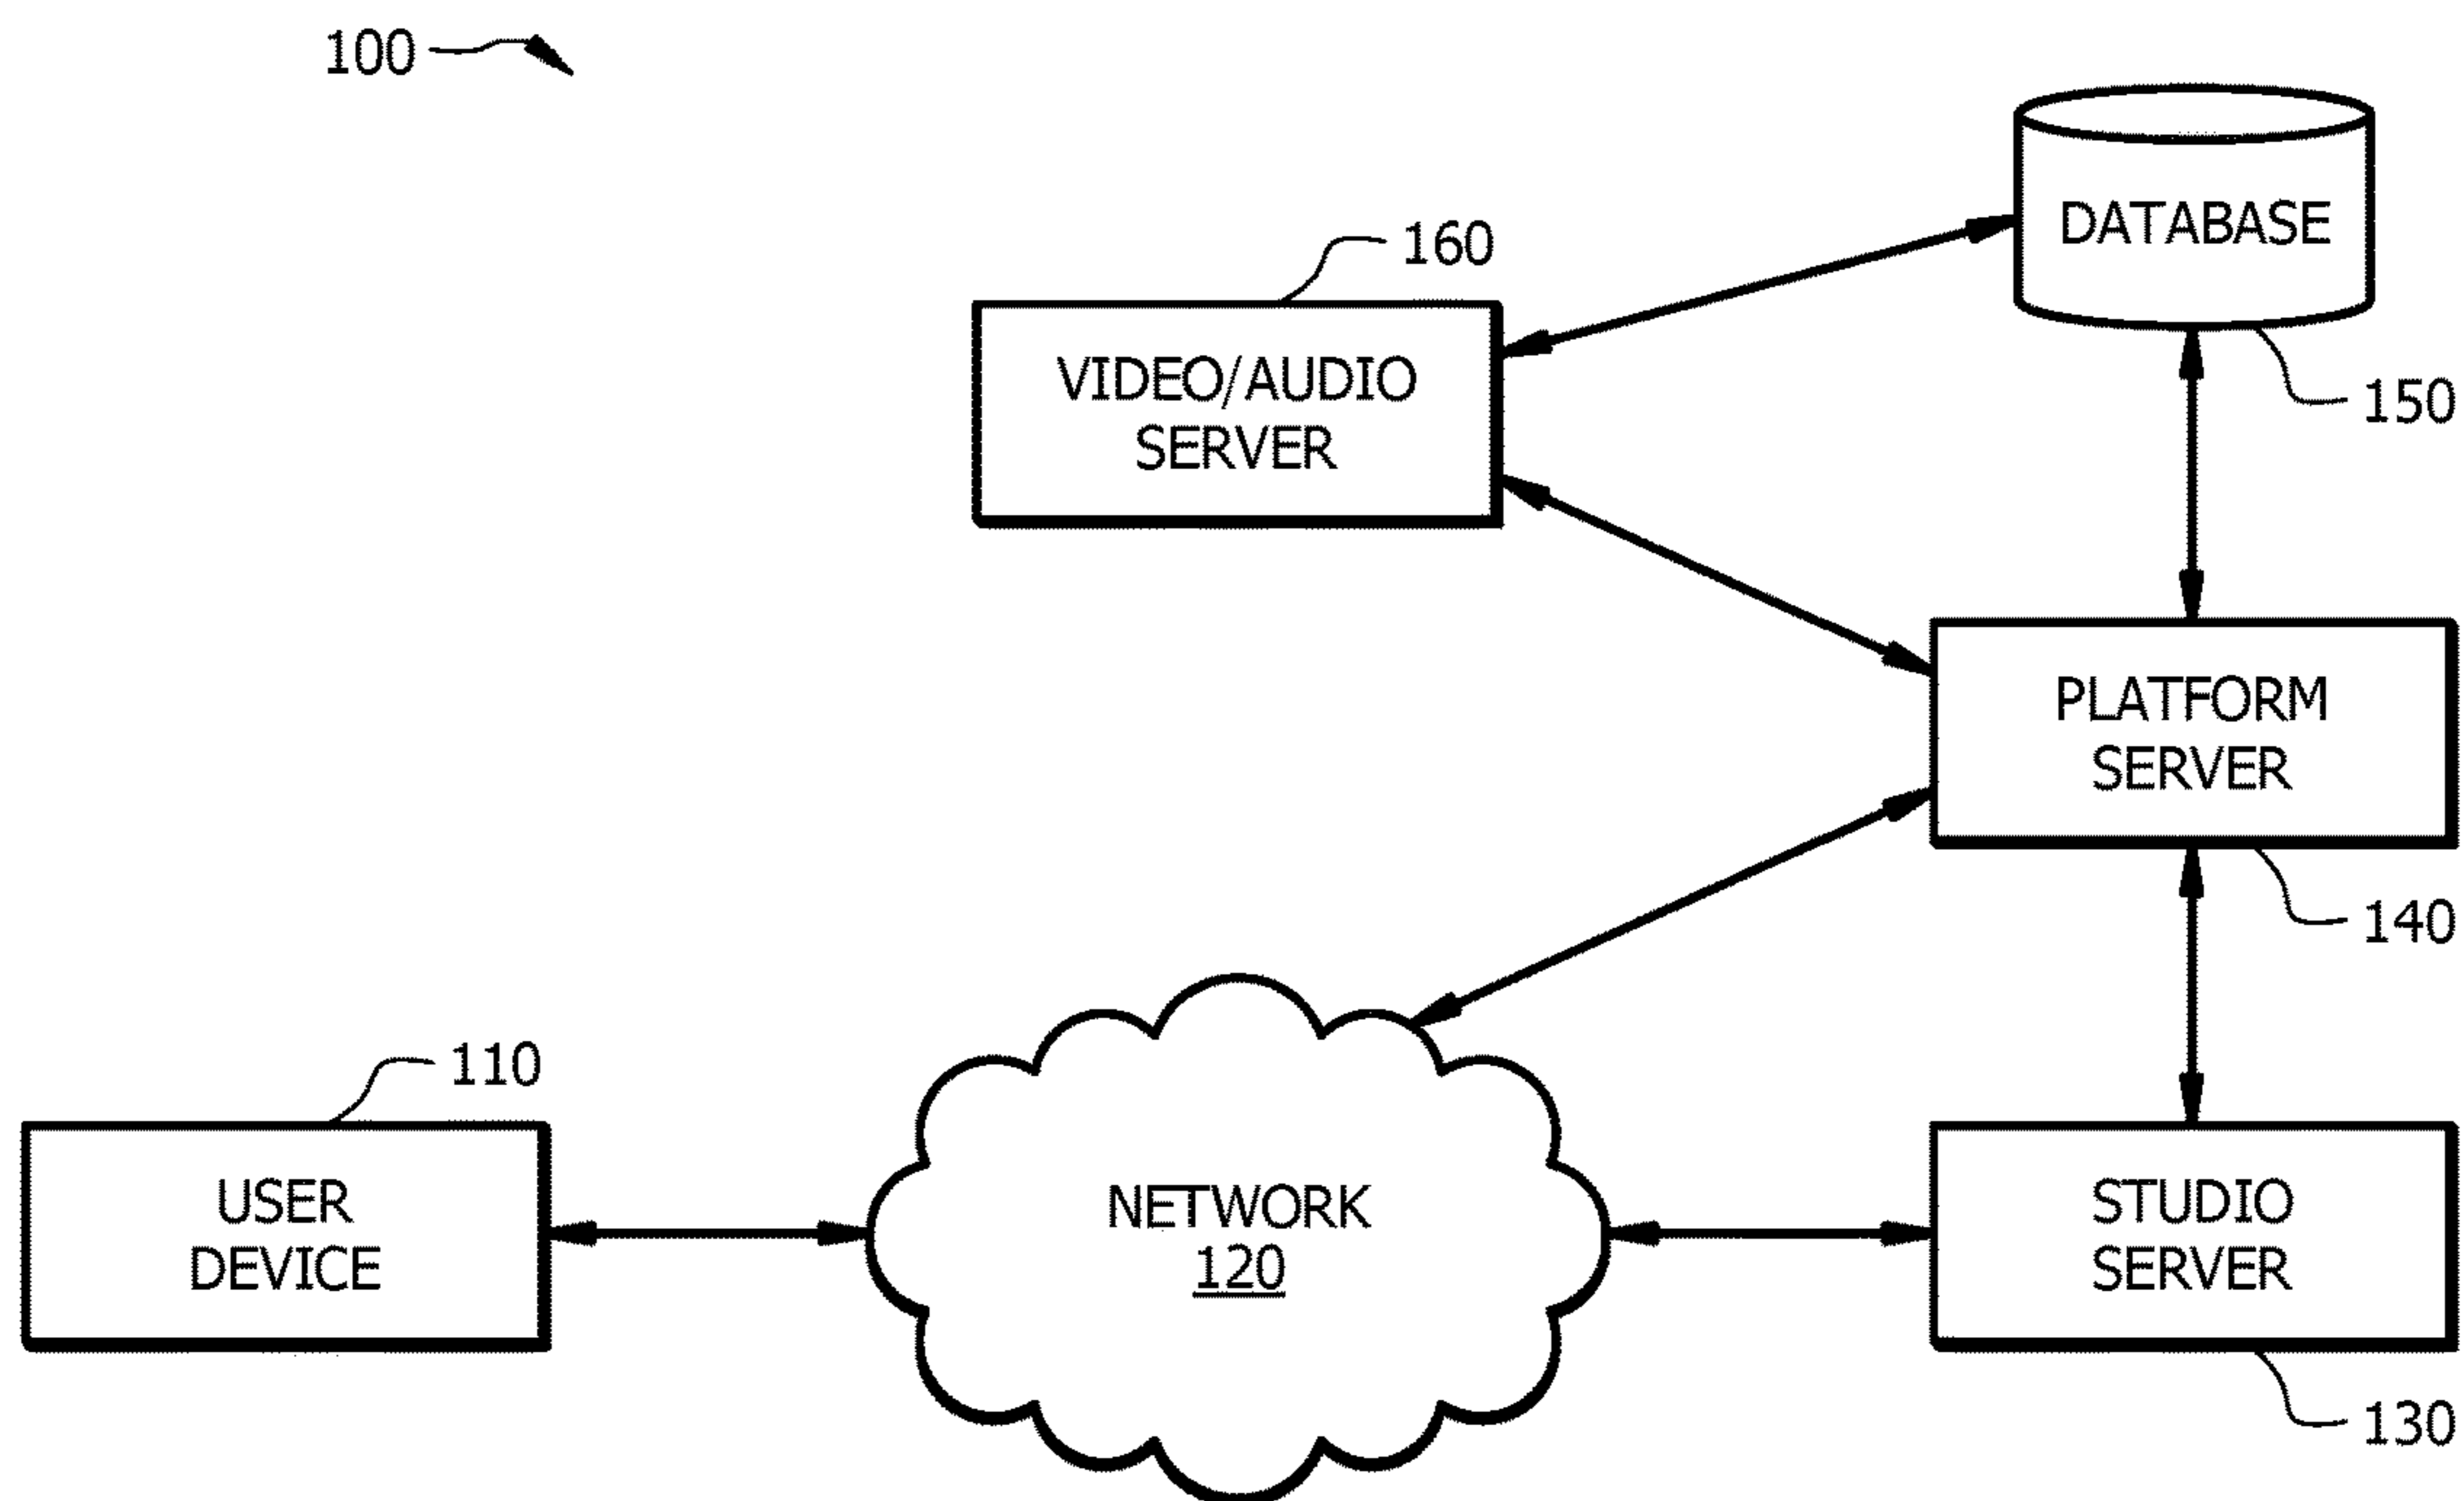 100
DATABASE
160
VIDEO/AUDIO
SERVER
150
PLATFORM
SERVER
140
110
USER
DEVICE
NETWORK
120
STUDIO
SERVER
130